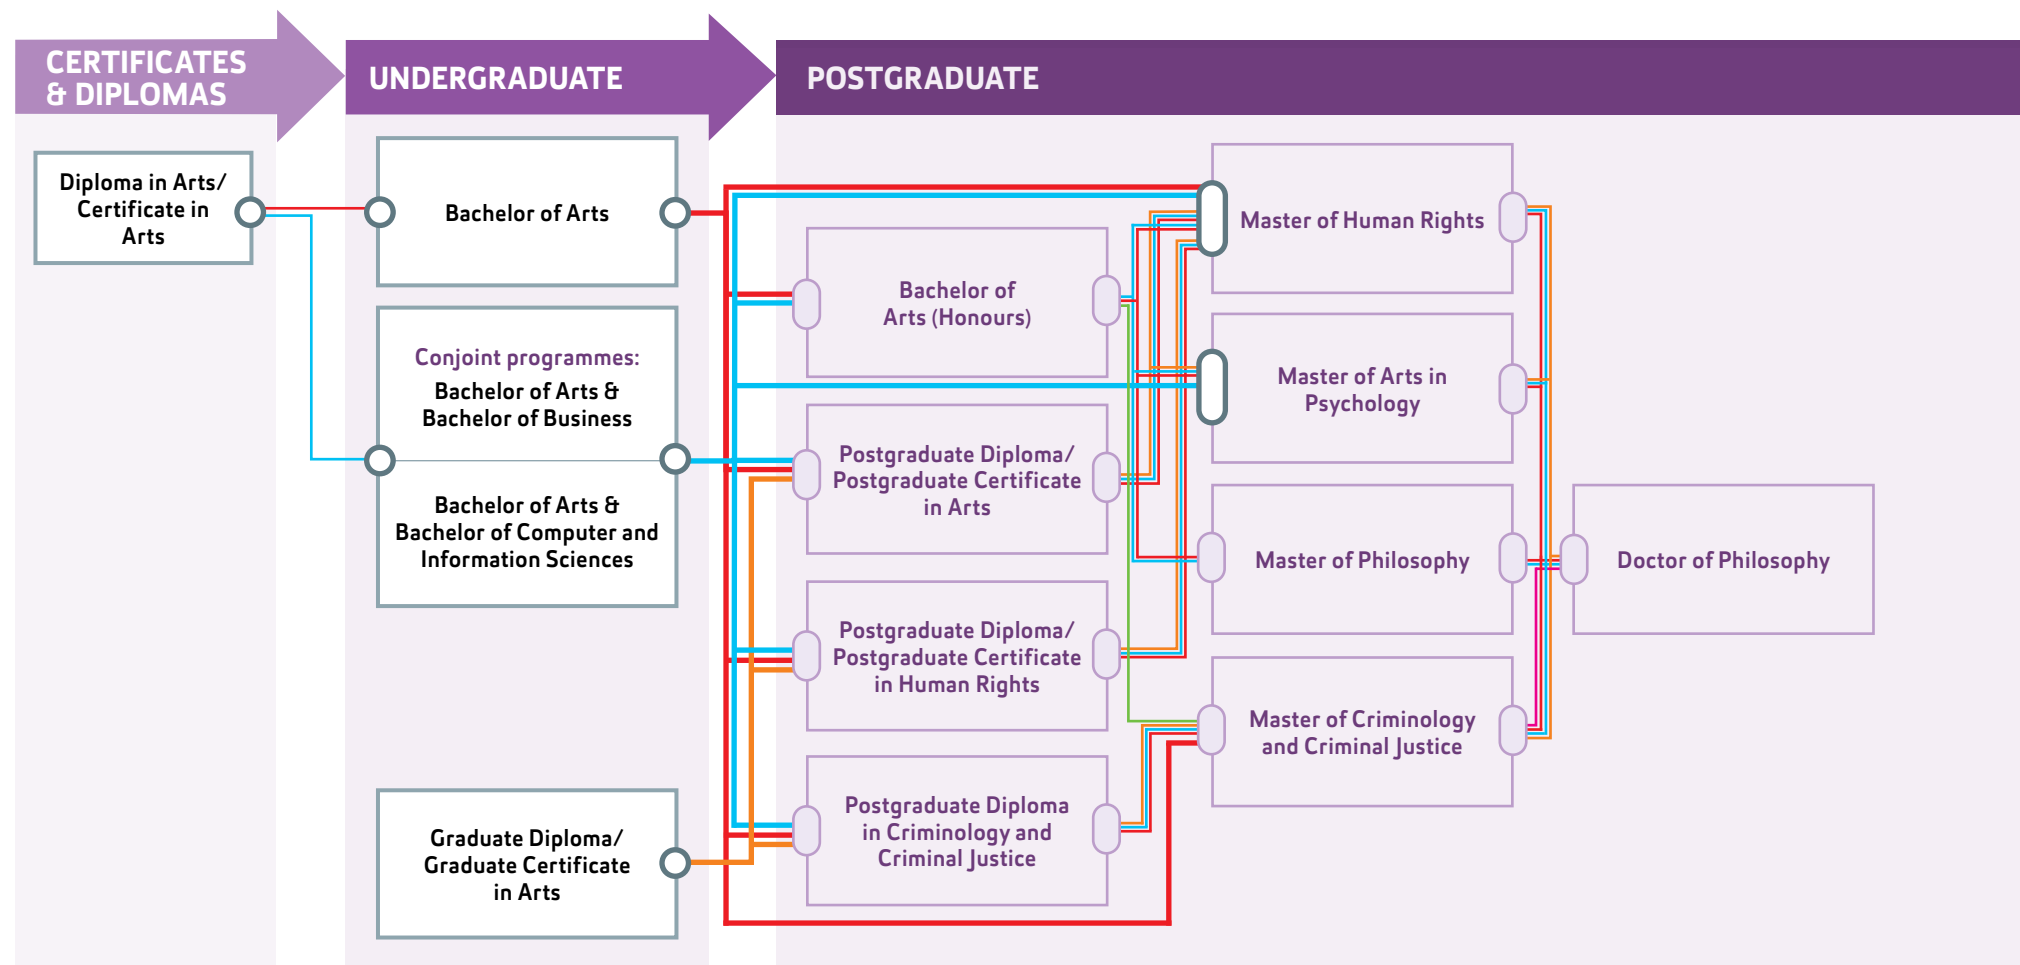 CERTIFICATES
& DIPLOMAS
UNDERGRADUATE
POSTGRADUATE
Diploma in Arts/
Certificate in
Arts
Bachelor of Arts
Conjoint programmes:
Bachelor of Arts &
Bachelor of Business
Bachelor of Arts &
Bachelor of Computer and
Information Sciences
Graduate Diploma/
Graduate Certificate
in Arts
Bachelor of
Arts (Honours)
Postgraduate Diploma/
Postgraduate Certificate
in Arts
Postgraduate Diploma/
Postgraduate Certificate
in Human Rights
Postgraduate Diploma
in Criminology and
Criminal Justice
Master of Human Rights
Master of Arts in
Psychology
Master of Philosophy
Master of Criminology
and Criminal Justice
Doctor of Philosophy